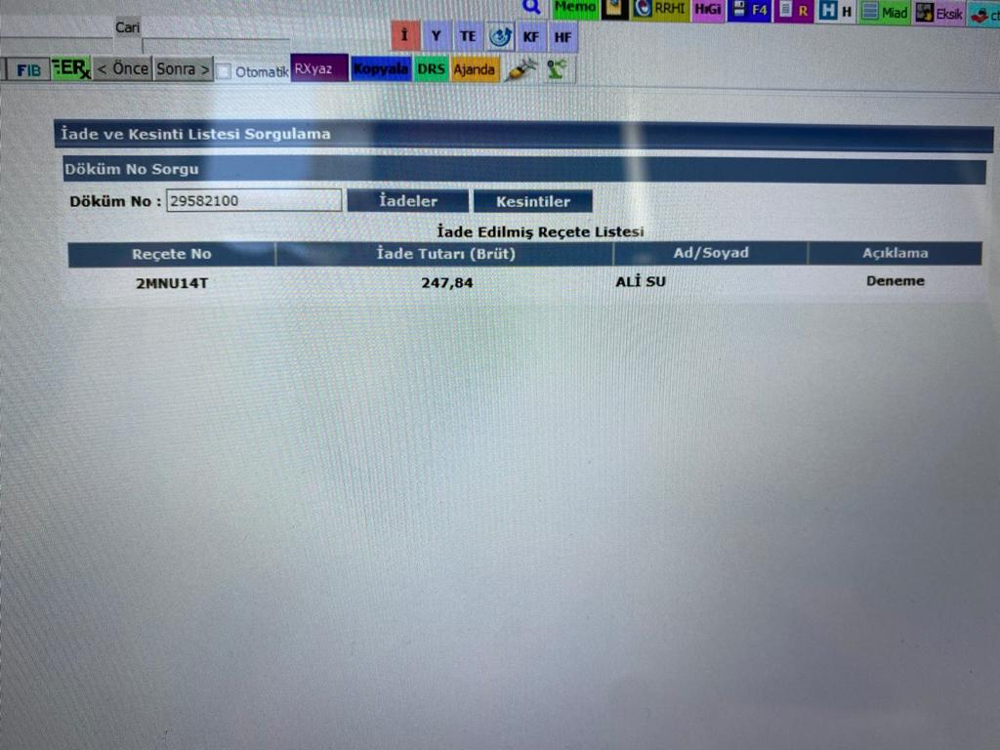 Memo RRHI HıGi F4 R H H Miad Eksik
Cari
İ Y TE KF HF
FIB ERx < Önce Sonra > Otomatik RXyaz Kopyala DRS Ajanda
İade ve Kesinti Listesi Sorgulama
Döküm No Sorgu
Döküm No : 29582100 İadeler Kesintiler
İade Edilmiş Reçete Listesi
Reçete No İade Tutarı (Brüt) Ad/Soyad Açıklama
2MNU14T 247,84 ALİ SU Deneme